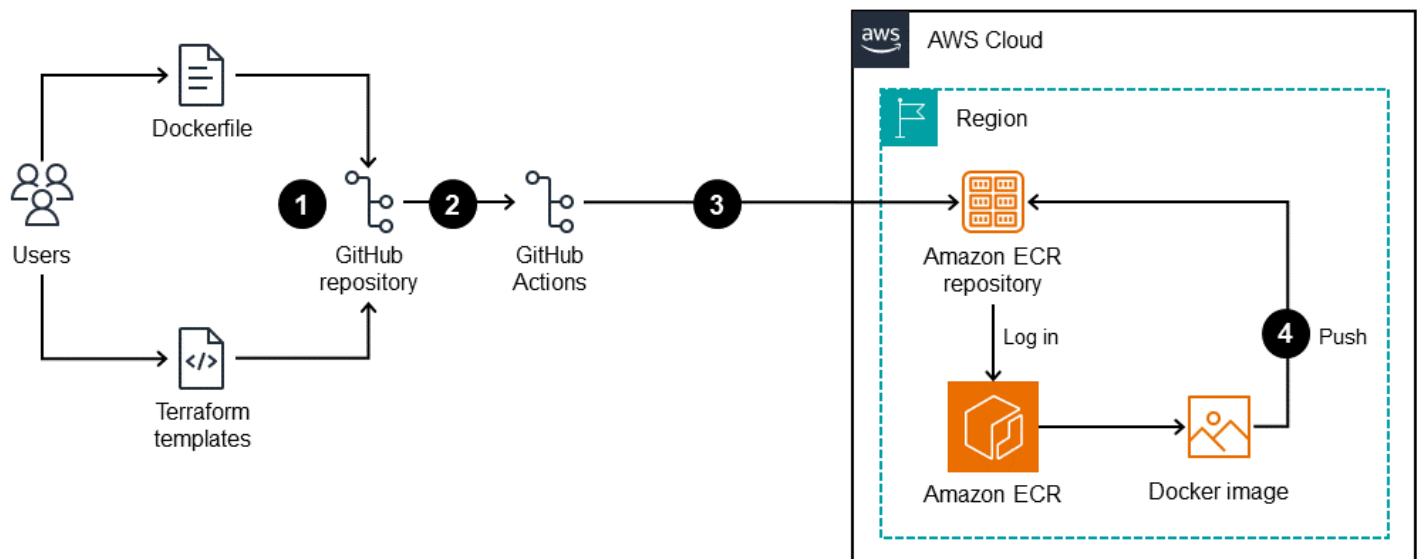 aws
AWS Cloud
Region
Dockerfile
Users
1
GitHub
repository
2
GitHub
Actions
3
Amazon ECR
repository
Log in
4
Push
Terraform
templates
</>
Amazon ECR
Docker image